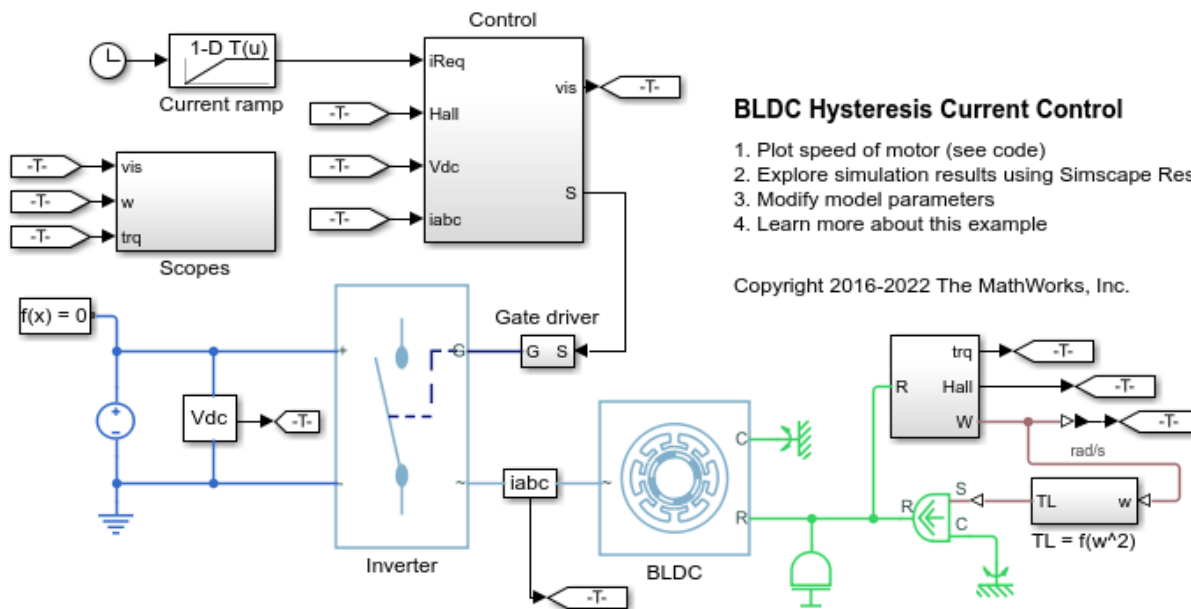 Control
1-D T(u)
Current ramp
iReq
Hall
Vdc
iabc
vis
S
-T-
-T-
-T-
-T-
-T-
-T-
-T-
vis
w
trq
Scopes
BLDC Hysteresis Current Control
1. Plot speed of motor (see code)
2. Explore simulation results using Simscape Res
3. Modify model parameters
4. Learn more about this example
Copyright 2016-2022 The MathWorks, Inc.
f(x) = 0
+
-
Vdc
-T-
+
-
G
~
Inverter
Gate driver
G S
iabc
-T-
~
C
R
BLDC
R
trq
Hall
W
-T-
-T-
-T-
rad/s
R
S
C
TL w
TL = f(w^2)